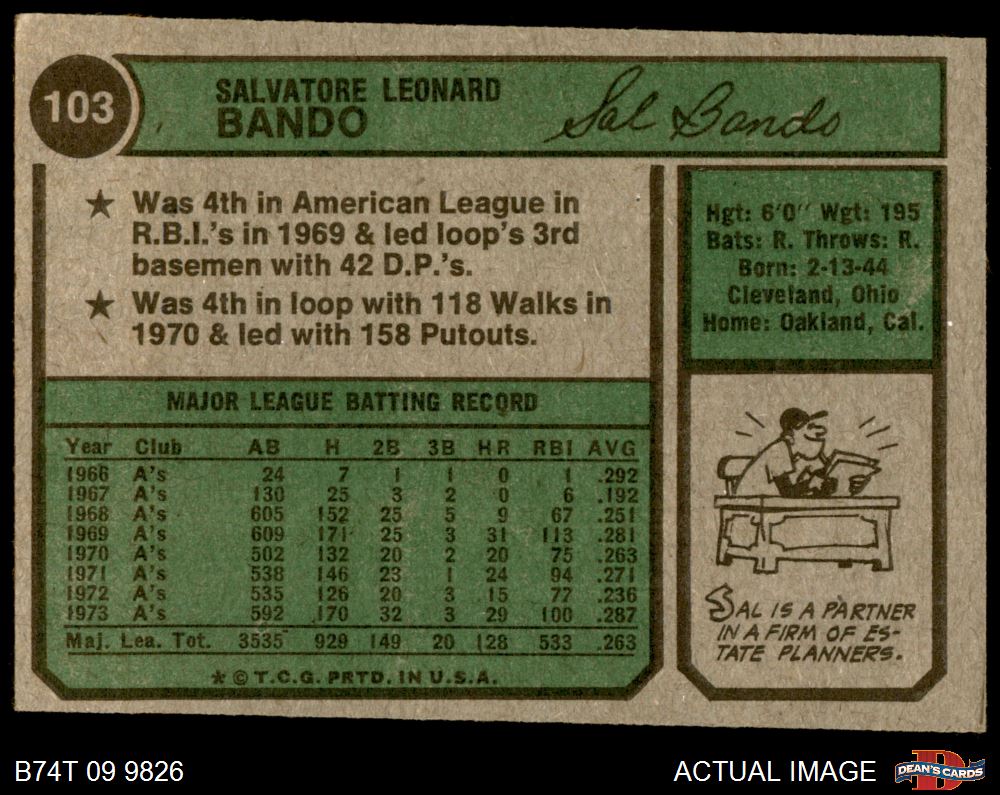 103
SALVATORE LEONARD
BANDO
Sal Bando
★ Was 4th in American League in
R.B.I.'s in 1969 & led loop's 3rd
basemen with 42 D.P.'s.
★ Was 4th in loop with 118 Walks in
1970 & led with 158 Putouts.
Hgt: 6'0" Wgt: 195
Bats: R. Throws: R.
Born: 2-13-44
Cleveland, Ohio
Home: Oakland, Cal.
MAJOR LEAGUE BATTING RECORD
Year Club AB H 2B 3B HR RBI AVG
1966 A's 24 7 1 1 0 1 .292
1967 A's 130 25 3 2 0 6 .192
1968 A's 605 152 25 5 9 67 .251
1969 A's 609 171 25 3 31 113 .281
1970 A's 502 132 20 2 20 75 .263
1971 A's 538 146 23 1 24 94 .271
1972 A's 535 126 20 3 15 77 .236
1973 A's 592 170 32 3 29 100 .287
Maj. Lea. Tot. 3535 929 149 20 128 533 .263
★ © T.C.G. PRTD. IN U.S.A.
SAL IS A PARTNER
IN A FIRM OF ES-
TATE PLANNERS.
B74T 09 9826
ACTUAL IMAGE
D
DEAN'S CARDS